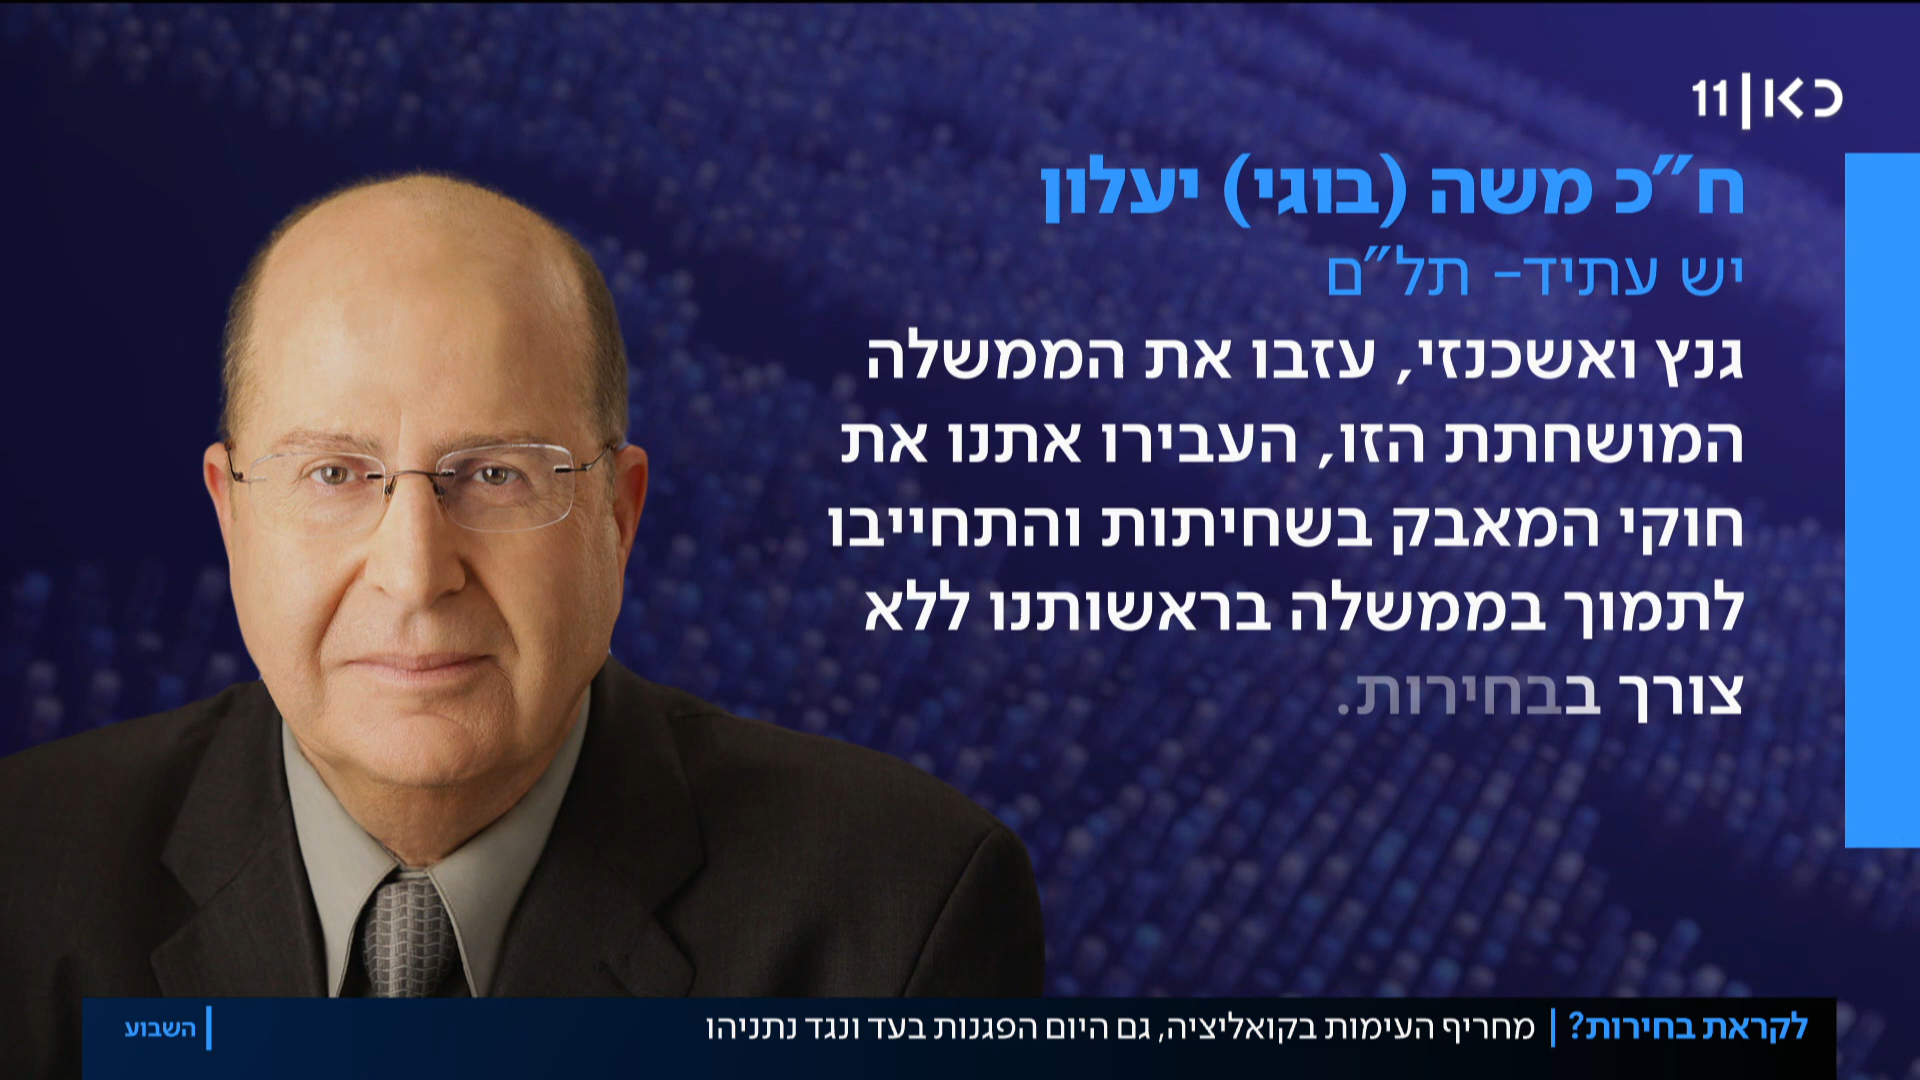 כאן|11
ח"כ משה (בוגי) יעלון
יש עתיד- תל"ם
גנץ ואשכנזי, עזבו את הממשלה
המושחתת הזו, העבירו אתנו את
חוקי המאבק בשחיתות והתחייבו
לתמוך בממשלה בראשותנו ללא
צורך בבחירות.
לקראת בחירות? | מחריף העימות בקואליציה, גם היום הפגנות בעד ונגד נתניהו
| השבוע